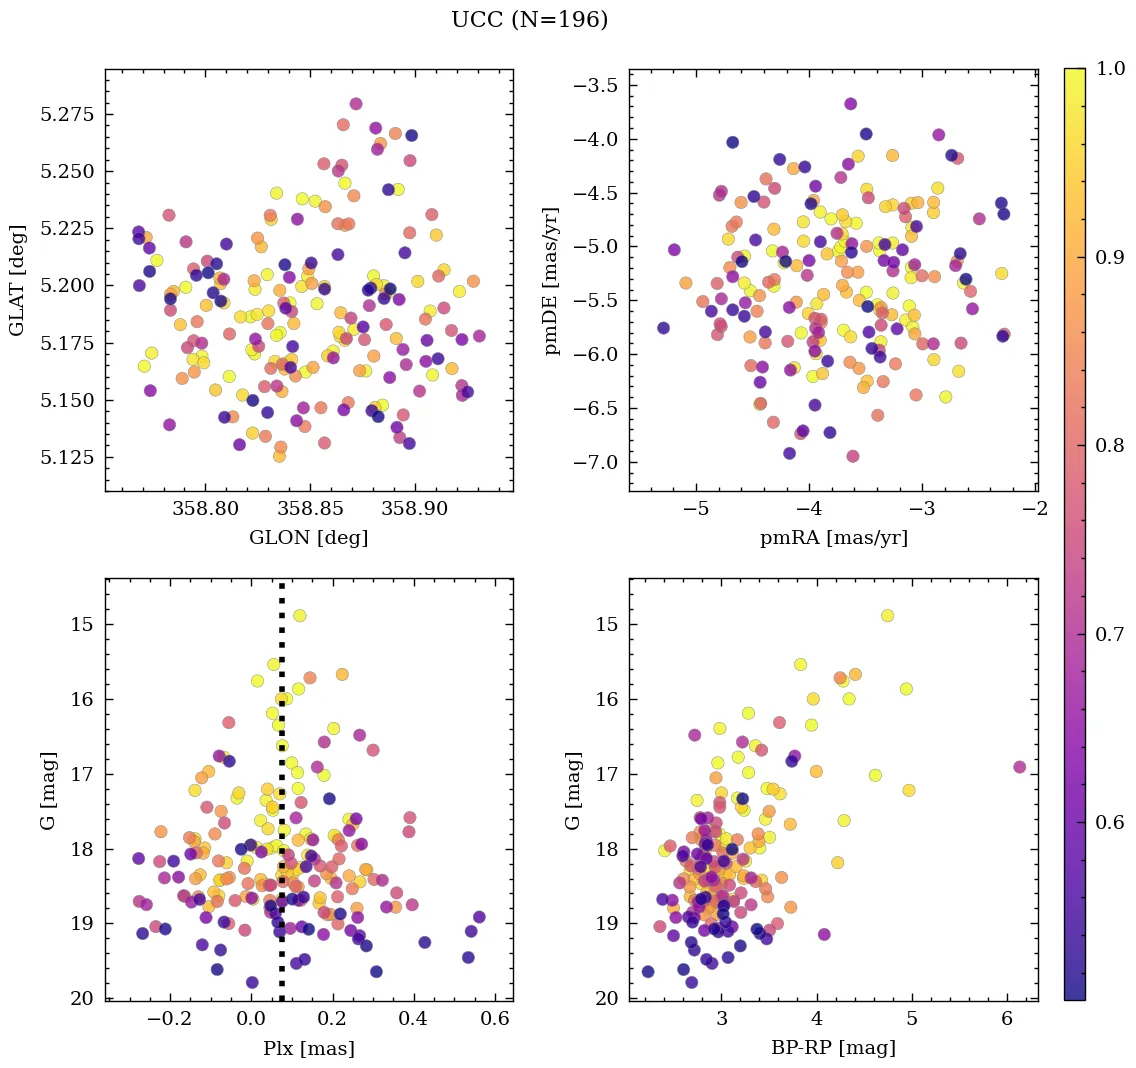 UCC (N=196)
5.275
5.250
5.225
5.200
5.175
5.150
5.125
GLAT [deg]
358.80 358.85 358.90
GLON [deg]
−3.5
−4.0
−4.5
−5.0
−5.5
−6.0
−6.5
−7.0
pmDE [mas/yr]
−5 −4 −3 −2
pmRA [mas/yr]
1.0
0.9
0.8
0.7
0.6
15
16
17
18
19
20
G [mag]
−0.2 0.0 0.2 0.4 0.6
Plx [mas]
15
16
17
18
19
20
G [mag]
3 4 5 6
BP-RP [mag]